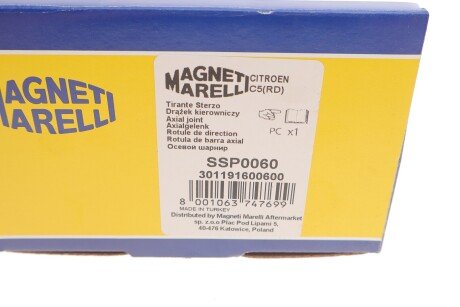 MAGNETI
MARELLI
MAGNETI
MARELLI
CITROEN
C5(RD)
Tirante Sterzo
Drążek kierowniczy
Axial joint
Axialgelenk
Rotule de direction
Rotula de barra axial
Осевой шарнир
PC x1
SSP0060
301191600600
8 001063 747699
MADE IN TURKEY
Distributed by Magneti Marelli Aftermarket
sp. z.o.o Plac Pod Lipami 5,
40-476 Katowice, Poland